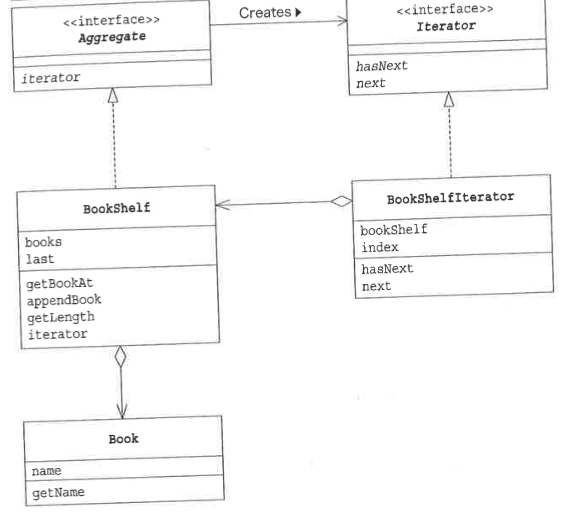 <<interface>>
Aggregate
iterator
Creates ▶
<<interface>>
Iterator
hasNext
next
BookShelf
books
last
getBookAt
appendBook
getLength
iterator
BookShelfIterator
bookShelf
index
hasNext
next
Book
name
getName